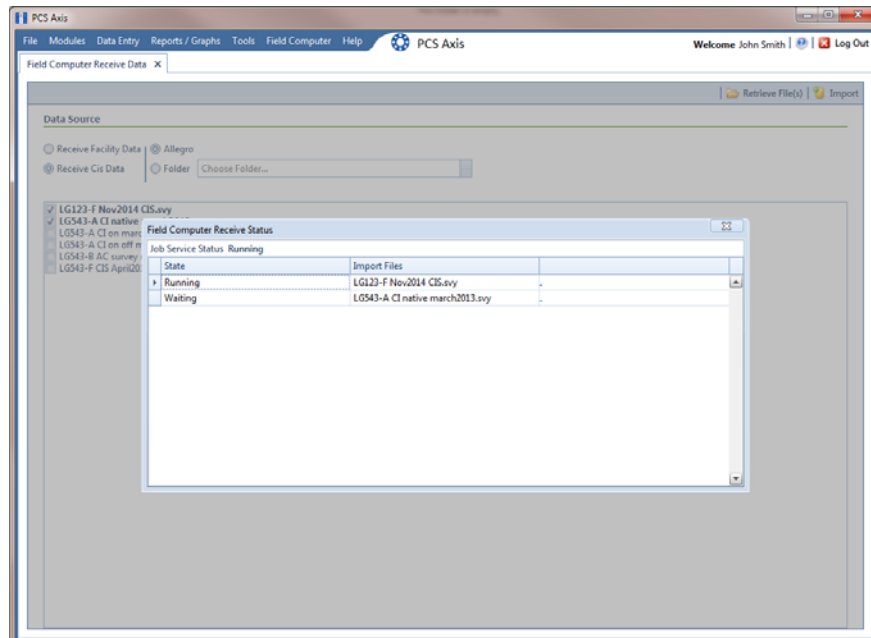 PCS Axis
File Modules Data Entry Reports / Graphs Tools Field Computer Help PCS Axis Welcome John Smith | Log Out
Field Computer Receive Data X
Retrieve File(s) | Import
Data Source
Receive Facility Data Allegro
Receive Cis Data Folder Choose Folder...
LG123-F Nov2014 CIS.svy
LG543-A CI native
LG543-A CI on marc
LG543-A CI on off m
LG543-B AC survey
LG543-F CIS April20
Field Computer Receive Status
Job Service Status Running
State Import Files
Running LG123-F Nov2014 CIS.svy
Waiting LG543-A CI native march2013.svy